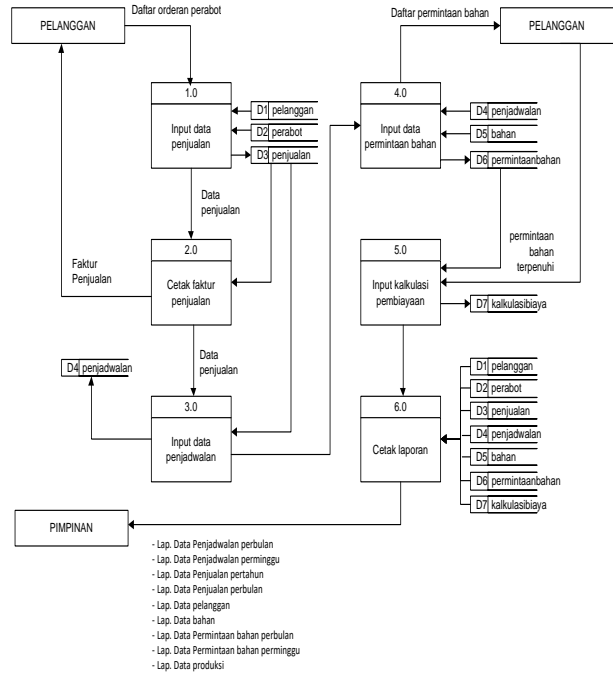 PELANGGAN
Daftar orderan perabot
Daftar permintaan bahan
PELANGGAN
1.0
Input data
penjualan
D1 pelanggan
D2 perabot
D3 penjualan
4.0
Input data
permintaan bahan
D4 penjadwalan
D5 bahan
D6 permintaanbahan
Data
penjualan
Faktur
Penjualan
2.0
Cetak faktur
penjualan
5.0
Input kalkulasi
pembiayaan
permintaan
bahan
terpenuhi
D7 kalkulasibiaya
Data
penjualan
D4 penjadwalan
3.0
Input data
penjadwalan
6.0
Cetak laporan
D1 pelanggan
D2 perabot
D3 penjualan
D4 penjadwalan
D5 bahan
D6 permintaanbahan
D7 kalkulasibiaya
PIMPINAN
- Lap. Data Penjadwalan perbulan
- Lap. Data Penjadwalan perminggu
- Lap. Data Penjualan pertahun
- Lap. Data Penjualan perbulan
- Lap. Data pelanggan
- Lap. Data bahan
- Lap. Data Permintaan bahan perbulan
- Lap. Data Permintaan bahan perminggu
- Lap. Data produksi